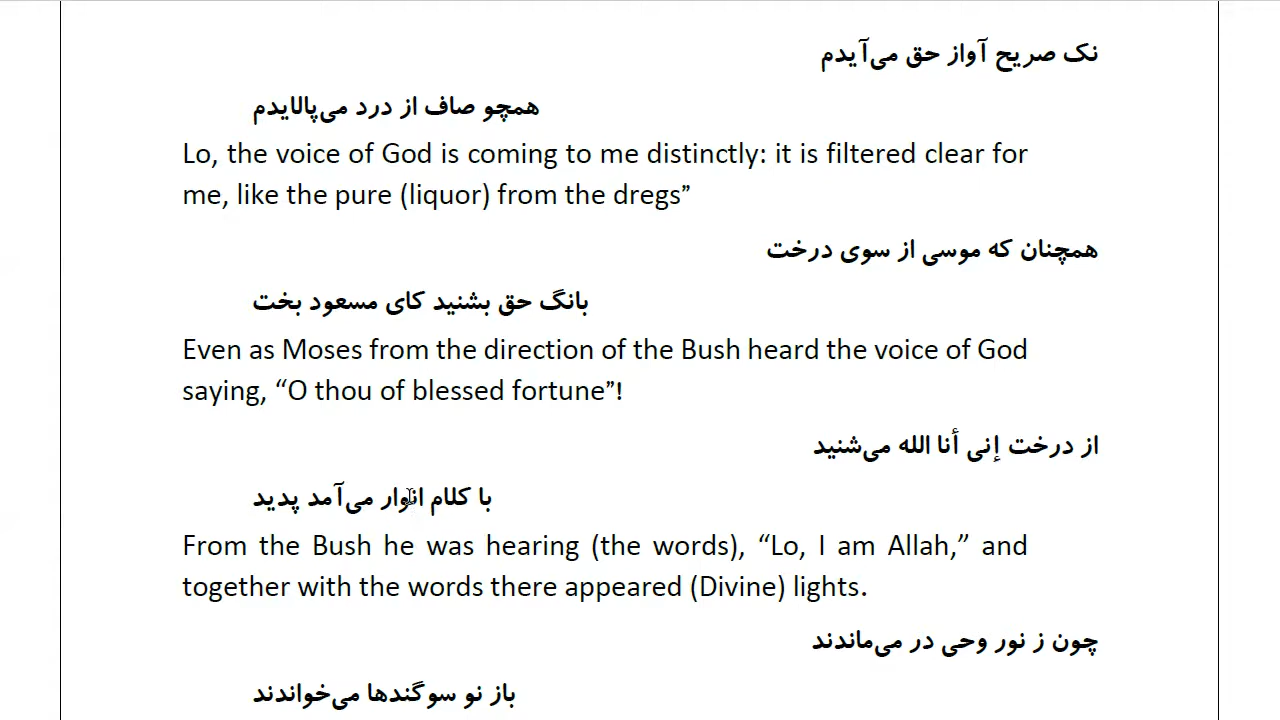 نک صریح آواز حق می‌آیدم
همچو صاف از درد می‌پالایدم
Lo, the voice of God is coming to me distinctly: it is filtered clear for
me, like the pure (liquor) from the dregs”
همچنان که موسی از سوی درخت
بانگ حق بشنید کای مسعود بخت
Even as Moses from the direction of the Bush heard the voice of God
saying, “O thou of blessed fortune”!
از درخت إنی أنا الله می‌شنید
با کلام انوار می‌آمد پدید
From the Bush he was hearing (the words), “Lo, I am Allah,” and
together with the words there appeared (Divine) lights.
چون ز نور وحی در می‌ماندند
باز نو سوگندها می‌خواندند